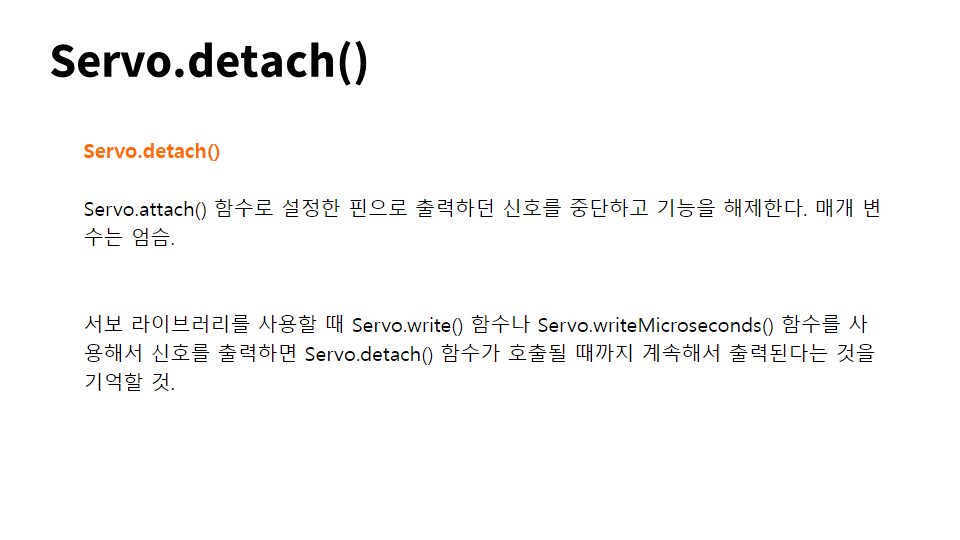 Servo.detach()
Servo.detach()
Servo.attach() 함수로 설정한 핀으로 출력하던 신호를 중단하고 기능을 해제한다. 매개 변
수는 엄슴.
서보 라이브러리를 사용할 때 Servo.write() 함수나 Servo.writeMicroseconds() 함수를 사
용해서 신호를 출력하면 Servo.detach() 함수가 호출될 때까지 계속해서 출력된다는 것을
기억할 것.